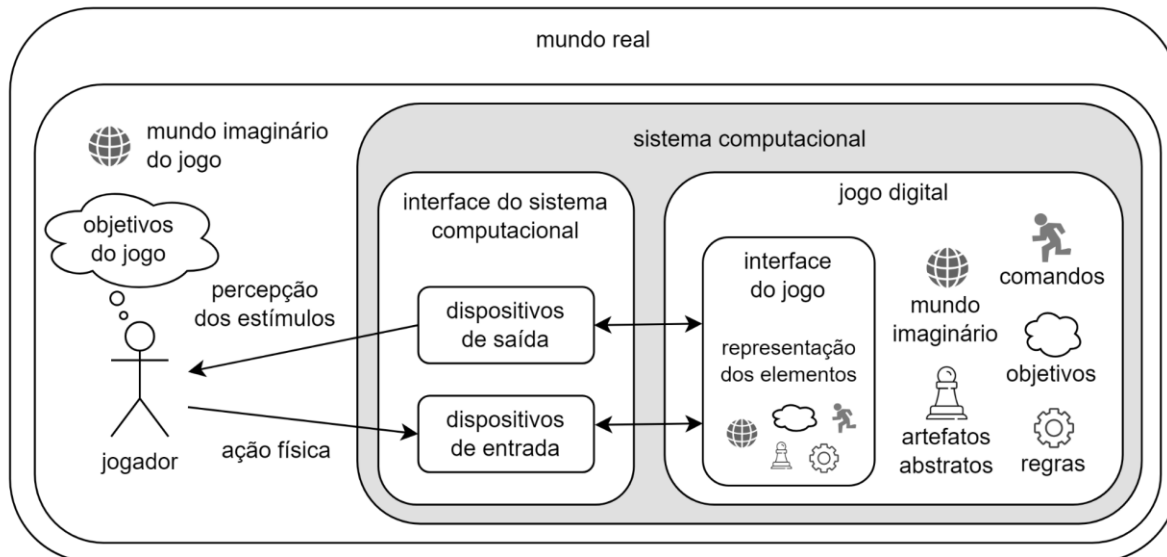 mundo real
sistema computacional
mundo imaginário
do jogo
objetivos
do jogo
percepção
dos estímulos
ação física
jogador
interface do sistema
computacional
dispositivos
de saída
dispositivos
de entrada
jogo digital
interface
do jogo
representação
dos elementos
mundo
imaginário
comandos
objetivos
artefatos
abstratos
regras